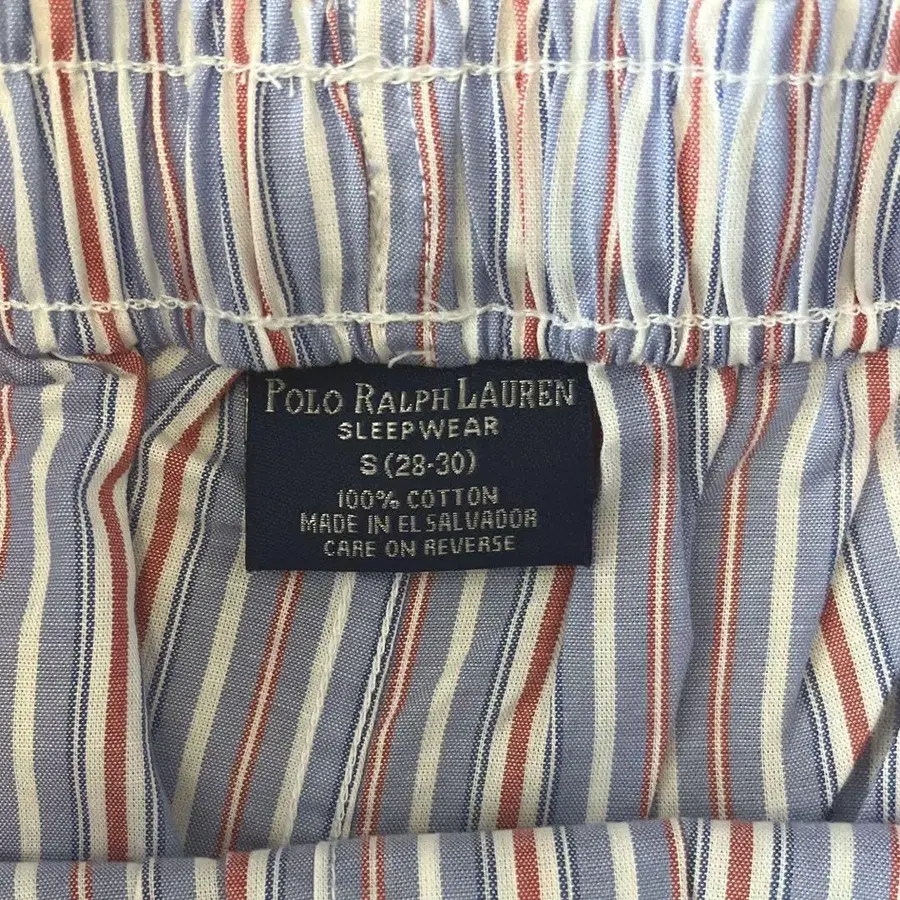 POLO RALPH LAUREN
SLEEPWEAR
S (28-30)
100% COTTON
MADE IN EL SALVADOR
CARE ON REVERSE